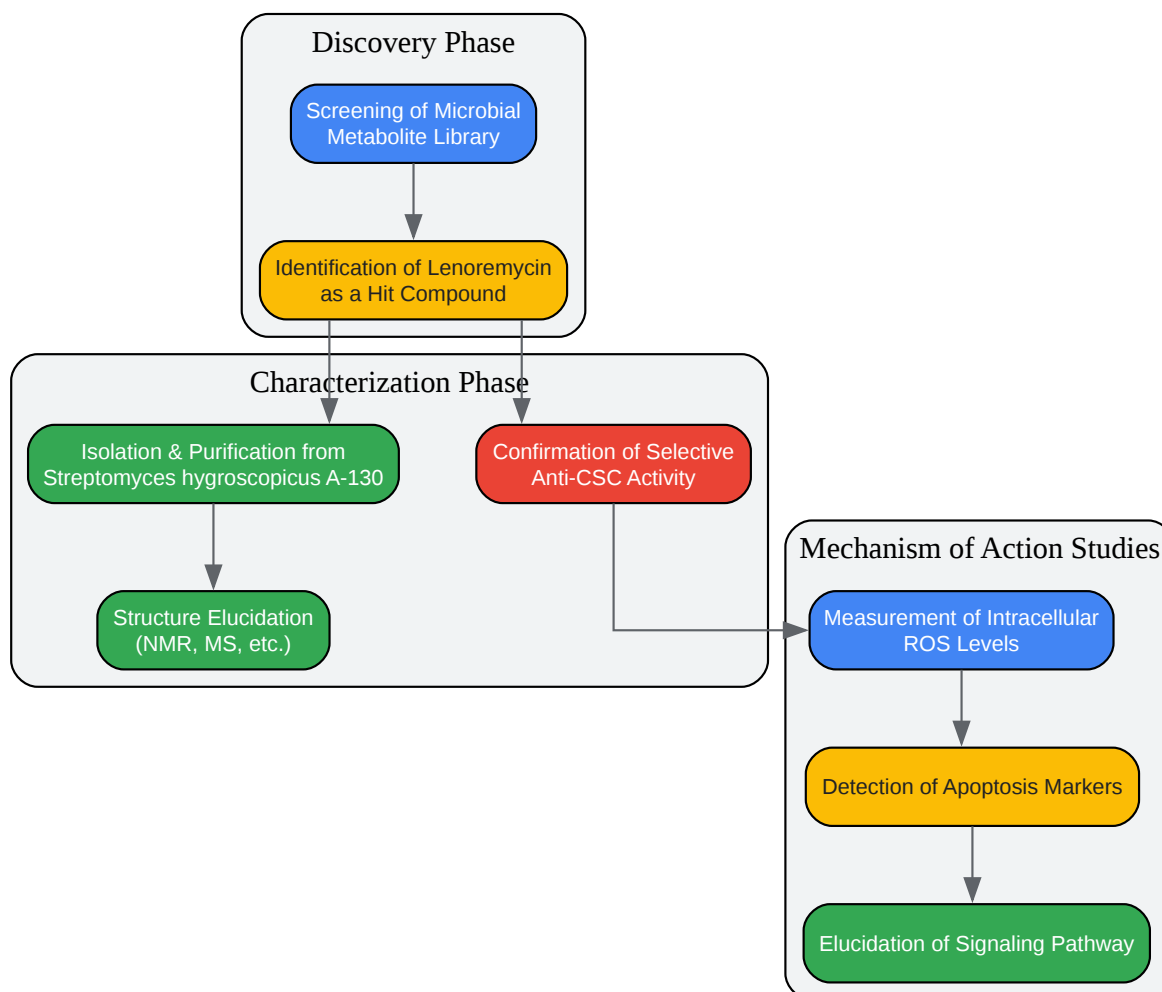 Discovery Phase
Screening of Microbial
Metabolite Library
Identification of Lenoremycin
as a Hit Compound
Characterization Phase
Isolation & Purification from
Streptomyces hygroscopicus A-130
Confirmation of Selective
Anti-CSC Activity
Structure Elucidation
(NMR, MS, etc.)
Mechanism of Action Studies
Measurement of Intracellular
ROS Levels
Detection of Apoptosis Markers
Elucidation of Signaling Pathway